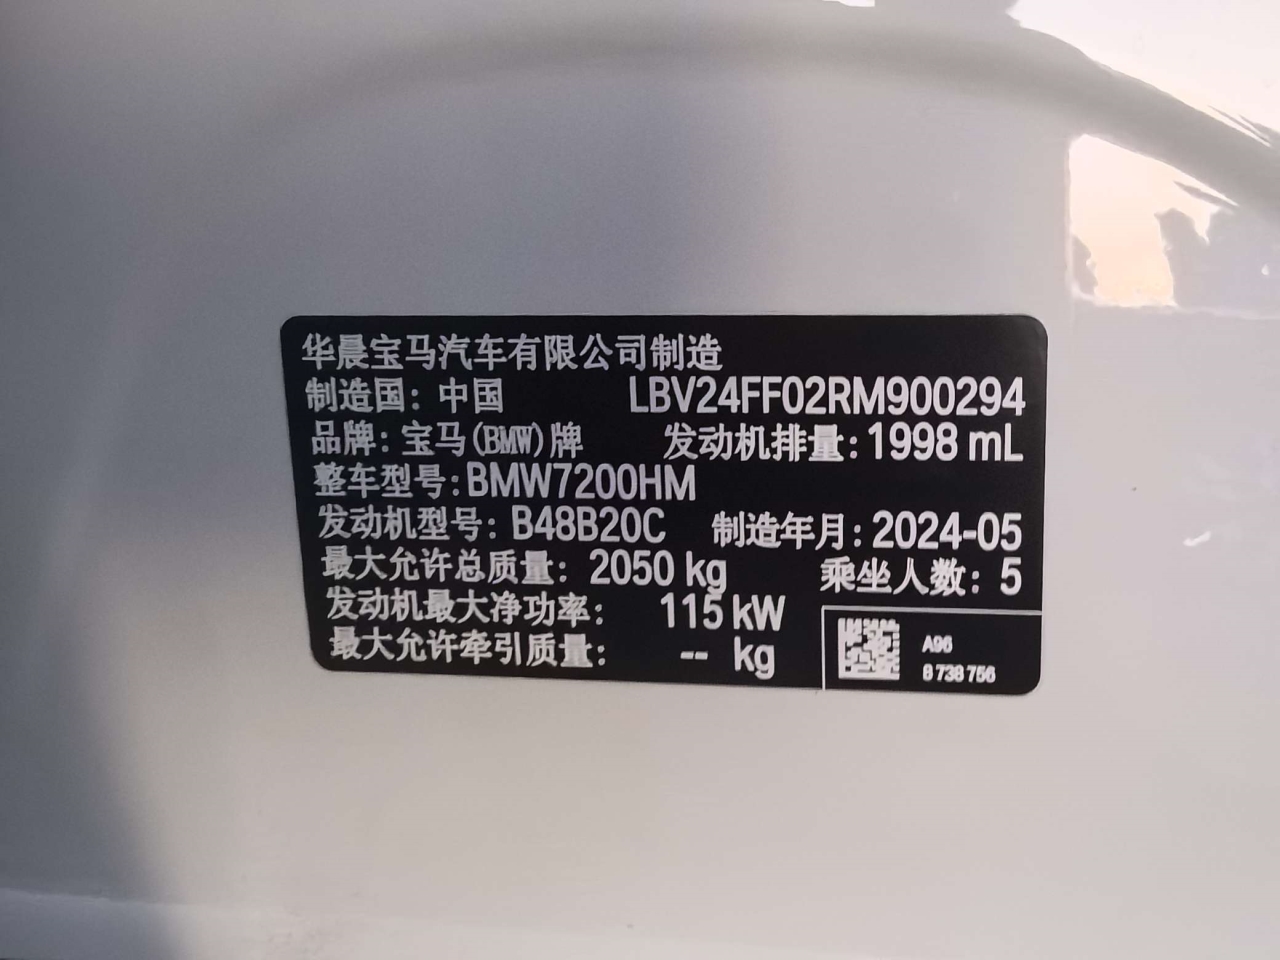 华晨宝马汽车有限公司制造
制造国：中国 LBV24FF02RM900294
品牌：宝马(BMW)牌 发动机排量：1998 mL
整车型号：BMW7200HM
发动机型号：B48B20C 制造年月：2024-05
最大允许总质量：2050 kg 乘坐人数：5
发动机最大净功率：115 kW
最大允许牵引质量：-- kg
A96
8 738 756